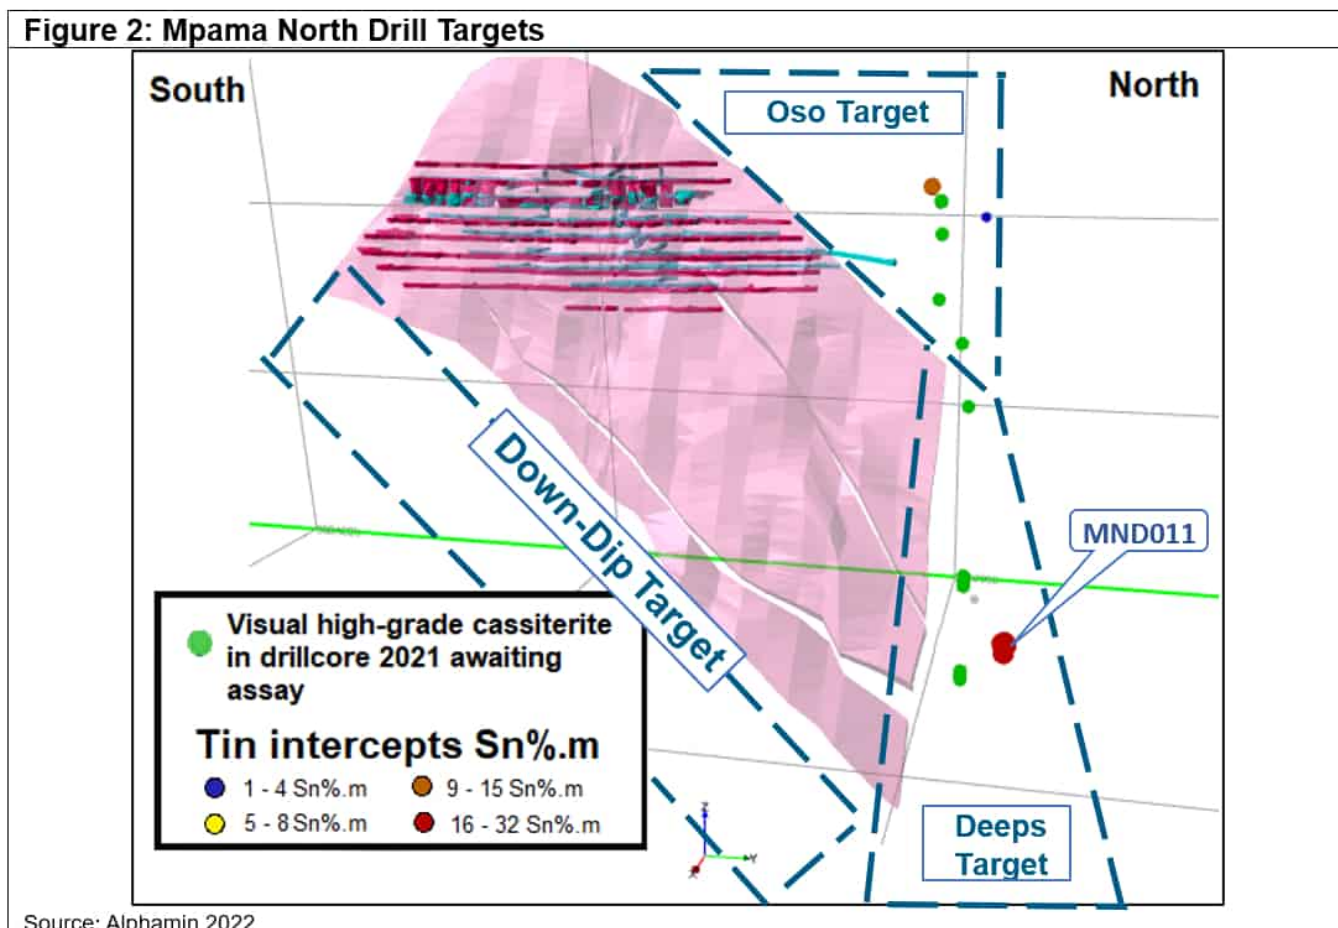 Figure 2: Mpama North Drill Targets
South
North
Oso Target
Down-Dip Target
MND011
Visual high-grade cassiterite
in drillcore 2021 awaiting
assay
Tin intercepts Sn%.m
1 - 4 Sn%.m
9 - 15 Sn%.m
5 - 8 Sn%.m
16 - 32 Sn%.m
Deeps
Target
Z
Y
X
Source: Alphamin 2022